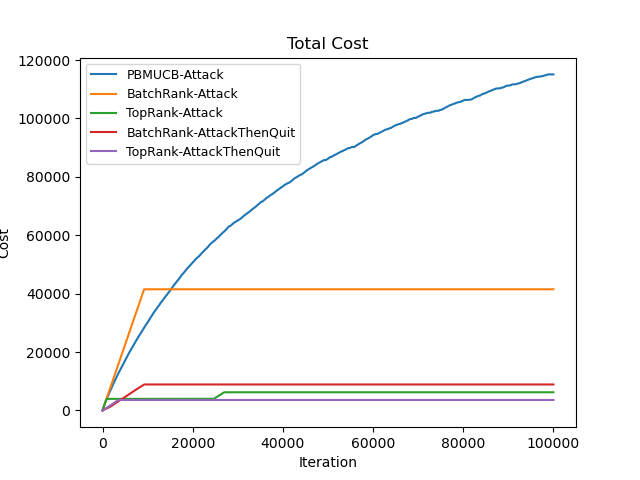 Total Cost
120000
100000
80000
60000
40000
20000
0
Cost
PBMUCB-Attack
BatchRank-Attack
TopRank-Attack
BatchRank-AttackThenQuit
TopRank-AttackThenQuit
0 20000 40000 60000 80000 100000
Iteration